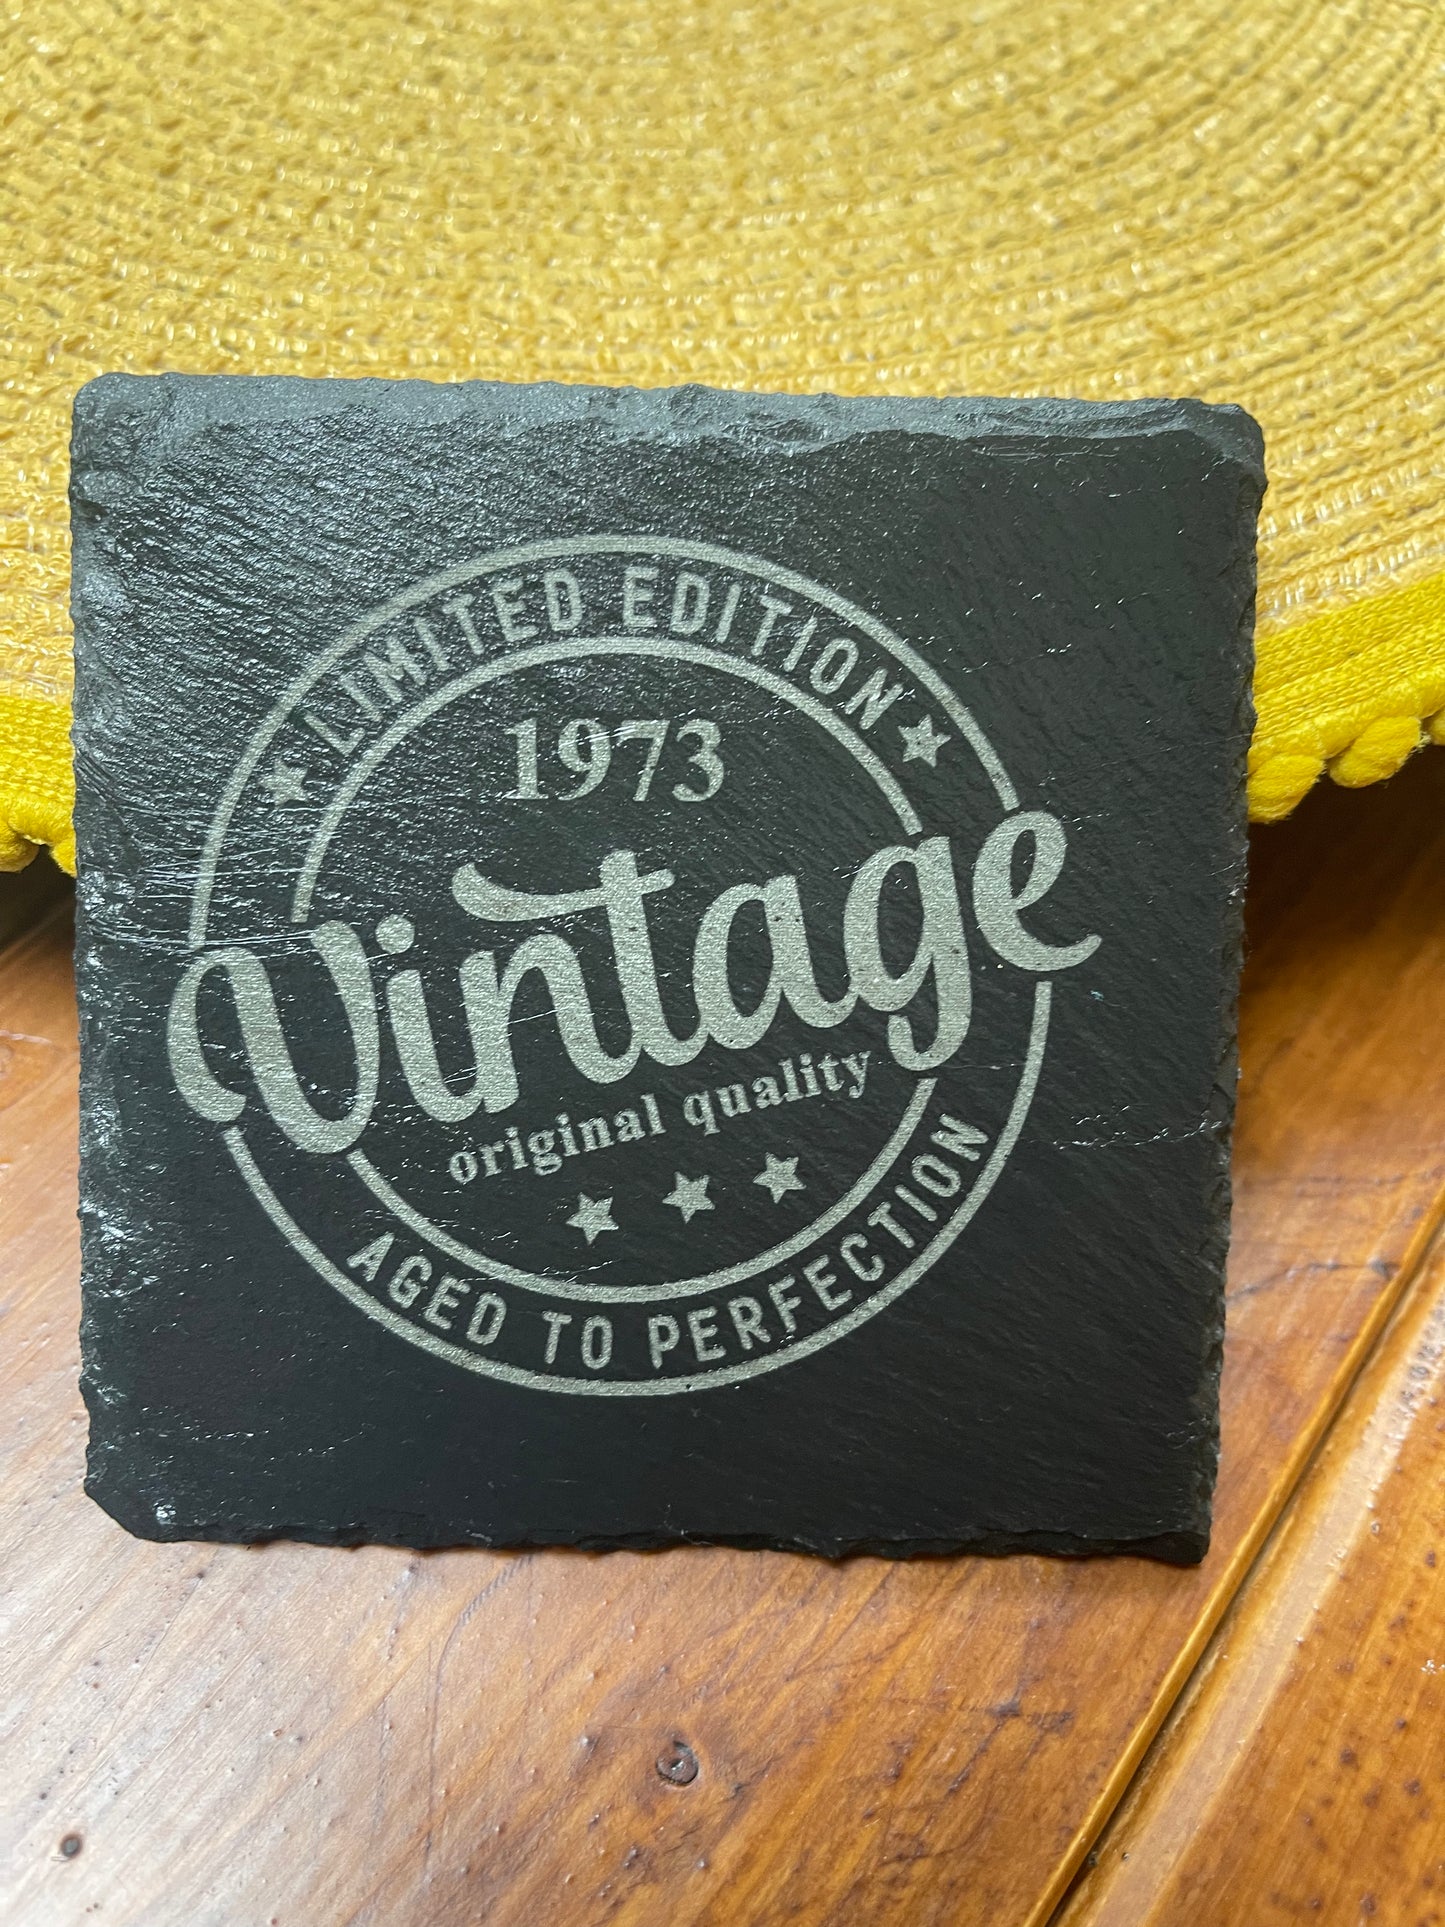 LIMITED EDITION
1973
Vintage
original quality
AGED TO PERFECTION